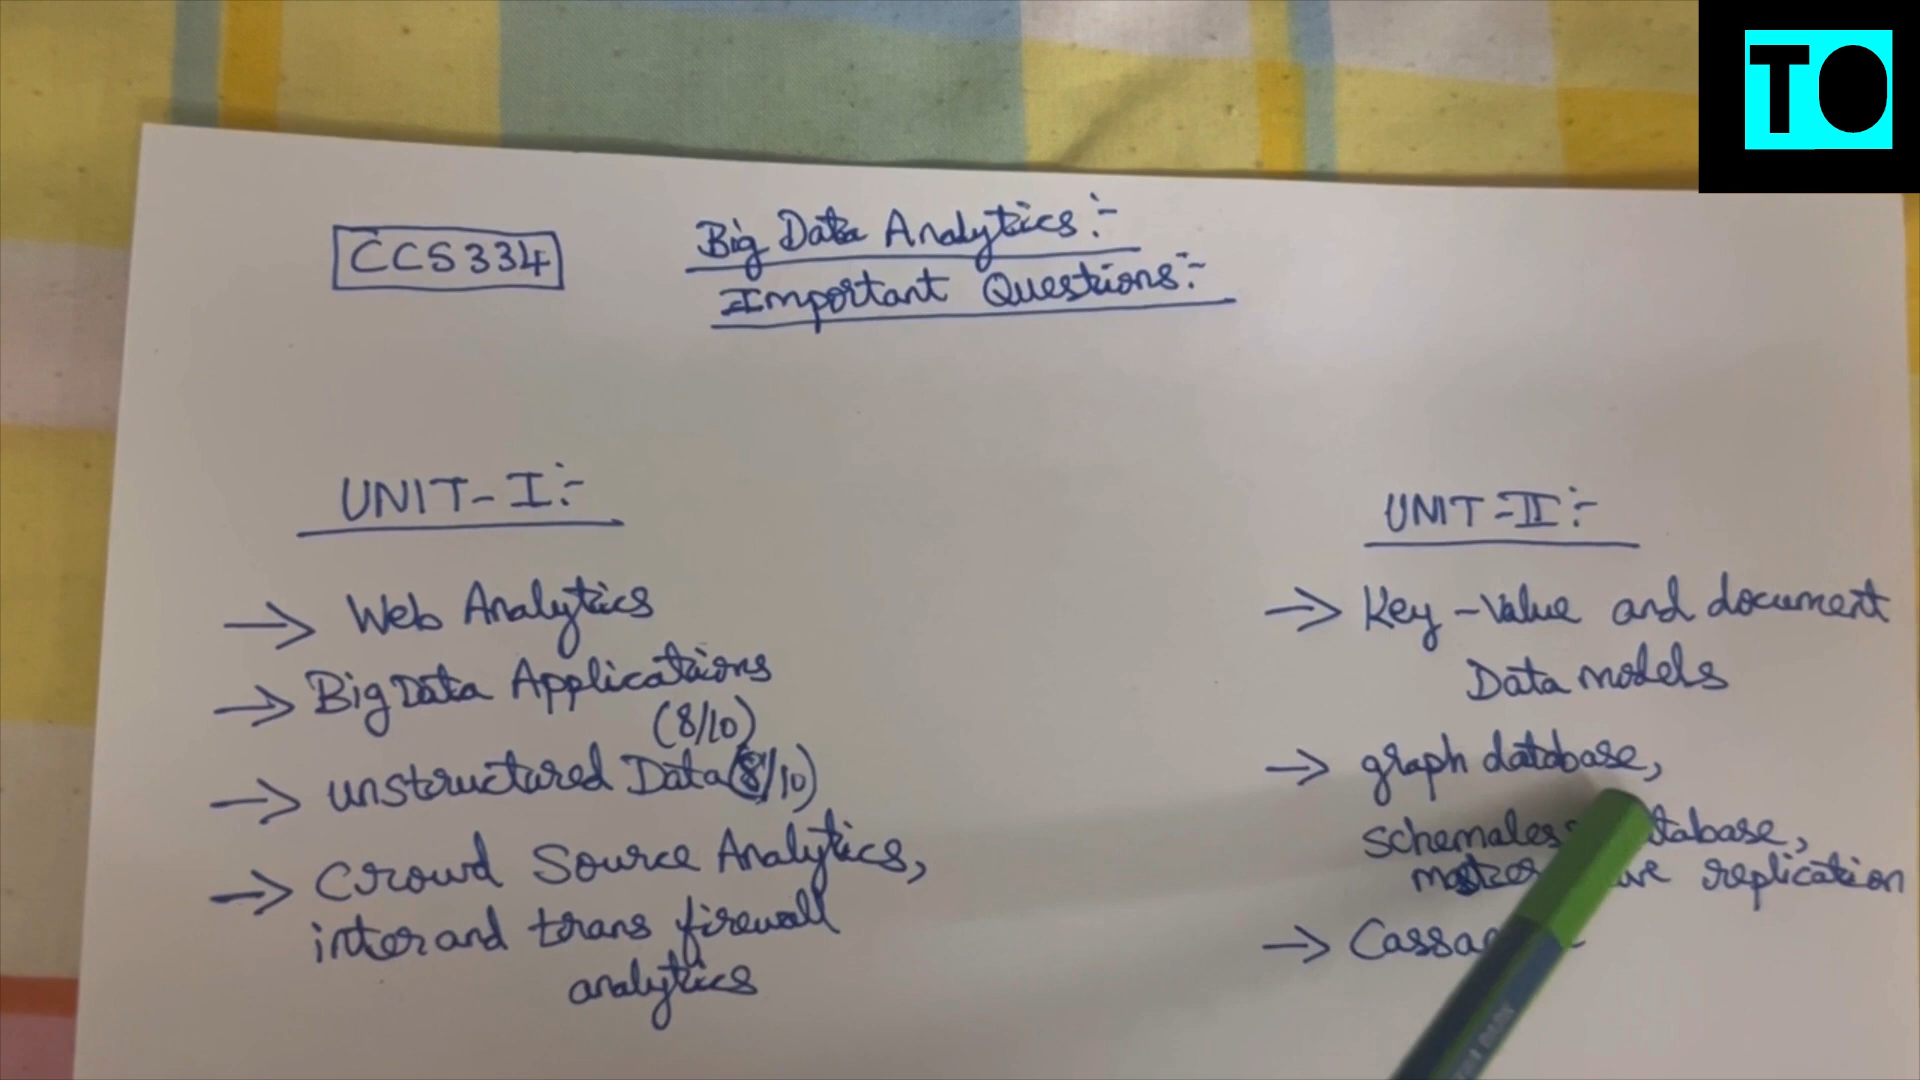 TO
CCS334
Big Data Analytics:-
Important Questions:-
UNIT-I:-
→ Web Analytics
→ Big Data Applications
(8/10)
→ unstructured Data (8/10)
→ Crowd Source Analytics,
inter and trans firewall
analytics
UNIT-II:-
→ Key-Value and document
Data models
→ graph database,
replication